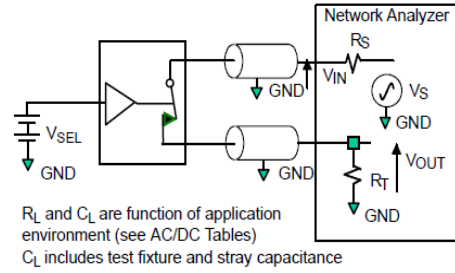 Network Analyzer
RS
GND
VIN
VS
GND
VSEL
GND
GND
VOUT
RT
GND
RL and CL are function of application
environment (see AC/DC Tables)
CL includes test fixture and stray capacitance